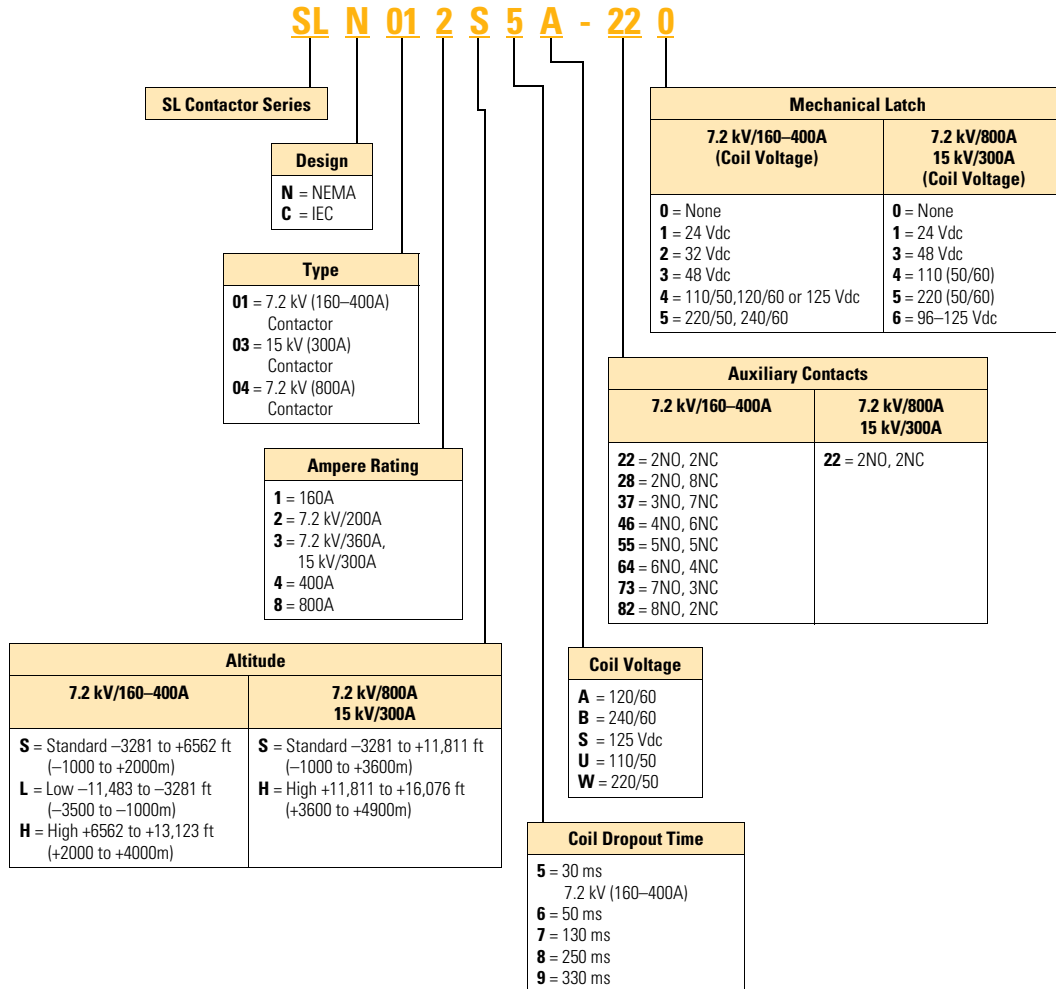 SL N 01 2 S 5 A - 22 0
SL Contactor Series
Design
N = NEMA
C = IEC
Type
01 = 7.2 kV (160–400A)
Contactor
03 = 15 kV (300A)
Contactor
04 = 7.2 kV (800A)
Contactor
Ampere Rating
1 = 160A
2 = 7.2 kV/200A
3 = 7.2 kV/360A,
15 kV/300A
4 = 400A
8 = 800A
Altitude
7.2 kV/160–400A
S = Standard –3281 to +6562 ft
(–1000 to +2000m)
L = Low –11,483 to –3281 ft
(–3500 to –1000m)
H = High +6562 to +13,123 ft
(+2000 to +4000m)
7.2 kV/800A
15 kV/300A
S = Standard –3281 to +11,811 ft
(–1000 to +3600m)
H = High +11,811 to +16,076 ft
(+3600 to +4900m)
Coil Dropout Time
5 = 30 ms
7.2 kV (160–400A)
6 = 50 ms
7 = 130 ms
8 = 250 ms
9 = 330 ms
Coil Voltage
A = 120/60
B = 240/60
S = 125 Vdc
U = 110/50
W = 220/50
Auxiliary Contacts
7.2 kV/160–400A
22 = 2NO, 2NC
28 = 2NO, 8NC
37 = 3NO, 7NC
46 = 4NO, 6NC
55 = 5NO, 5NC
64 = 6NO, 4NC
73 = 7NO, 3NC
82 = 8NO, 2NC
7.2 kV/800A
15 kV/300A
22 = 2NO, 2NC
Mechanical Latch
7.2 kV/160–400A
(Coil Voltage)
0 = None
1 = 24 Vdc
2 = 32 Vdc
3 = 48 Vdc
4 = 110/50,120/60 or 125 Vdc
5 = 220/50, 240/60
7.2 kV/800A
15 kV/300A
(Coil Voltage)
0 = None
1 = 24 Vdc
3 = 48 Vdc
4 = 110 (50/60)
5 = 220 (50/60)
6 = 96–125 Vdc